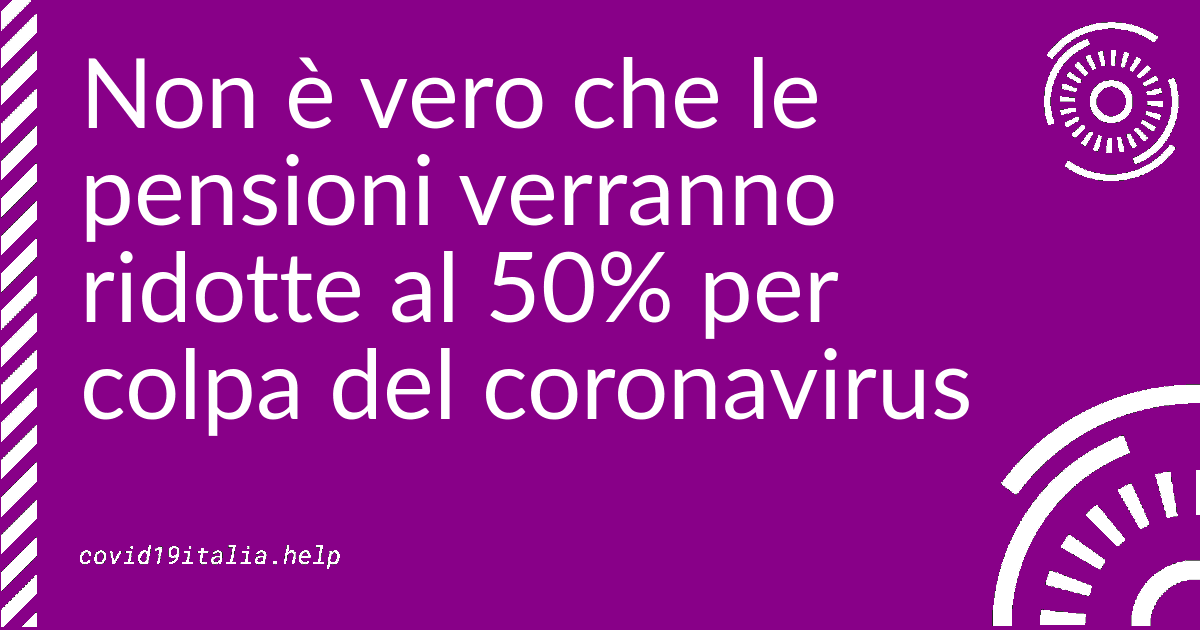 Non è vero che le
pensioni verranno
ridotte al 50% per
colpa del coronavirus
covid19italia.help